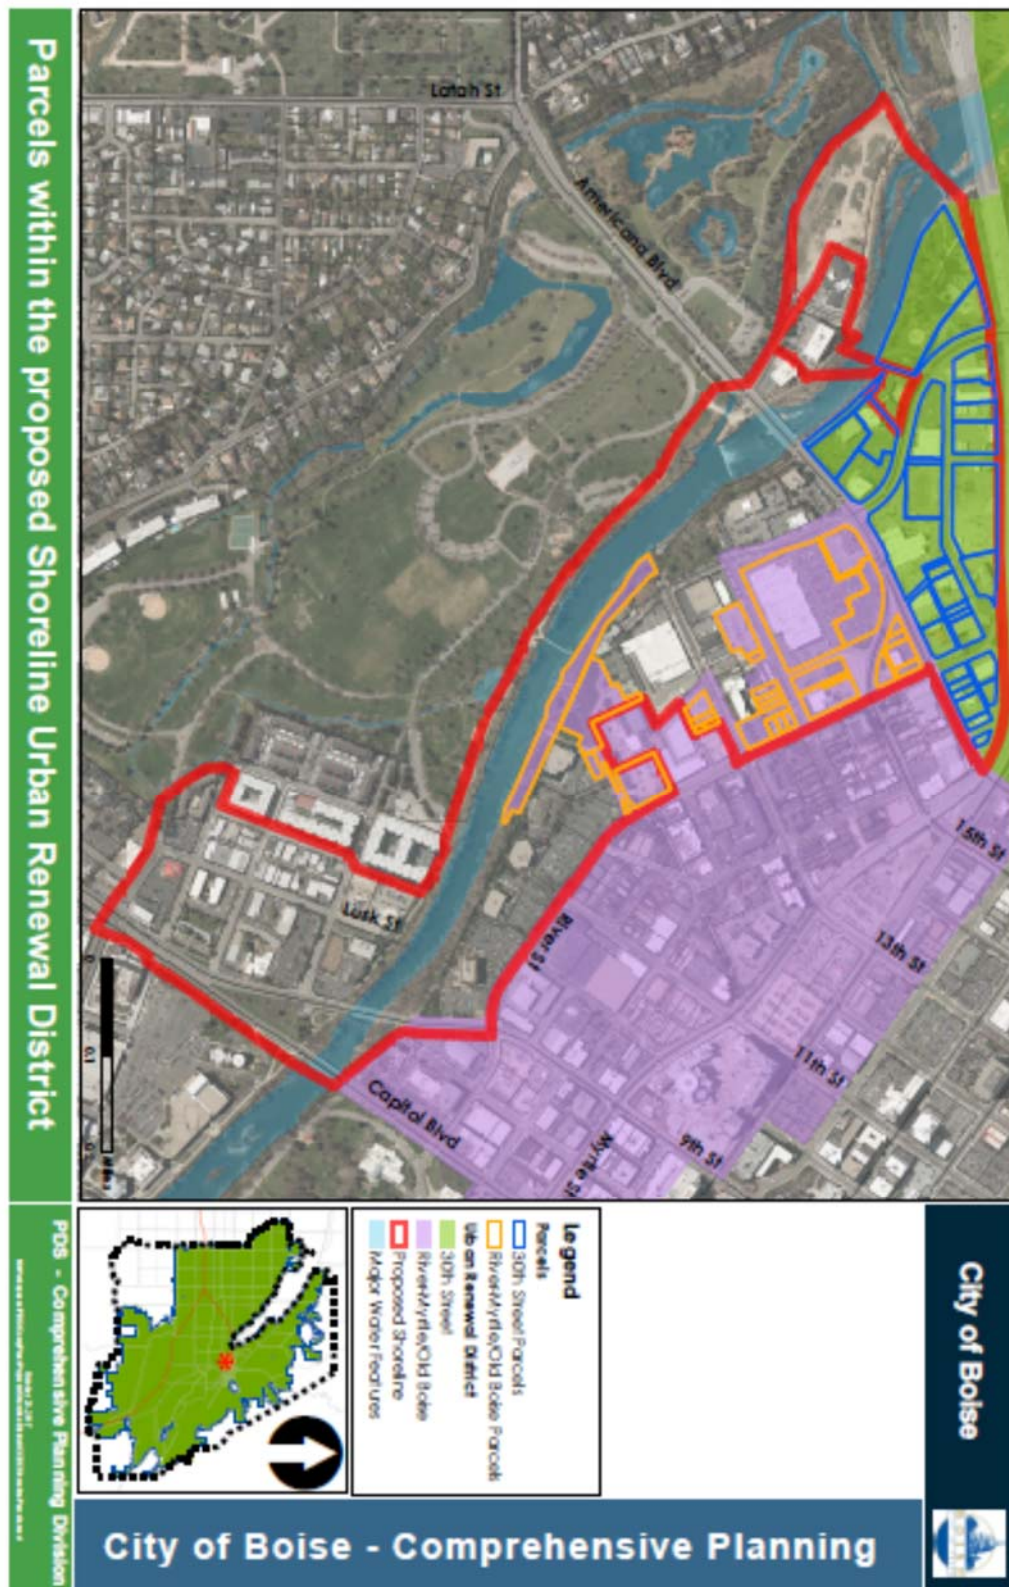 Parcels within the proposed Shoreline Urban Renewal District
Latah St
Americana Blvd
Lusk St
River St
Capitol Blvd
Myrtle St
9th St
11th St
13th St
15th St
0
0.1
City of Boise
Legend
Parcels
30th Street Parcels
River-Myrtle/Old Boise Parcels
Urban Renewal District
30th Street
River-Myrtle/Old Boise
Proposed Shoreline
Major Water Features
PDS - Comprehensive Planning Division
City of Boise - Comprehensive Planning